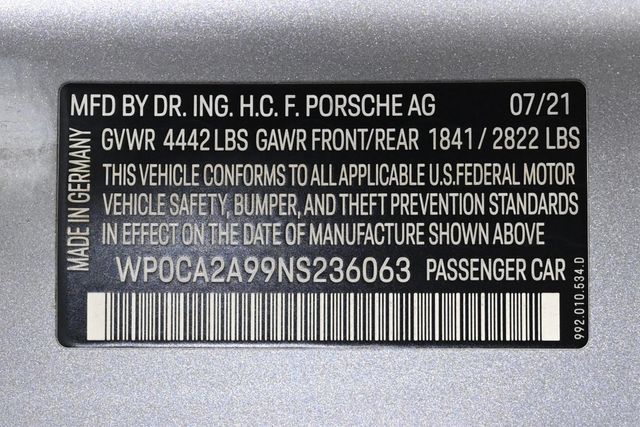 MFD BY DR. ING. H.C. F. PORSCHE AG 07/21
GVWR 4442 LBS GAWR FRONT/REAR 1841 / 2822 LBS
THIS VEHICLE CONFORMS TO ALL APPLICABLE U.S.FEDERAL MOTOR
VEHICLE SAFETY, BUMPER, AND THEFT PREVENTION STANDARDS
IN EFFECT ON THE DATE OF MANUFACTURE SHOWN ABOVE
WP0CA2A99NS236063 PASSENGER CAR
MADE IN GERMANY
992.010.534.D